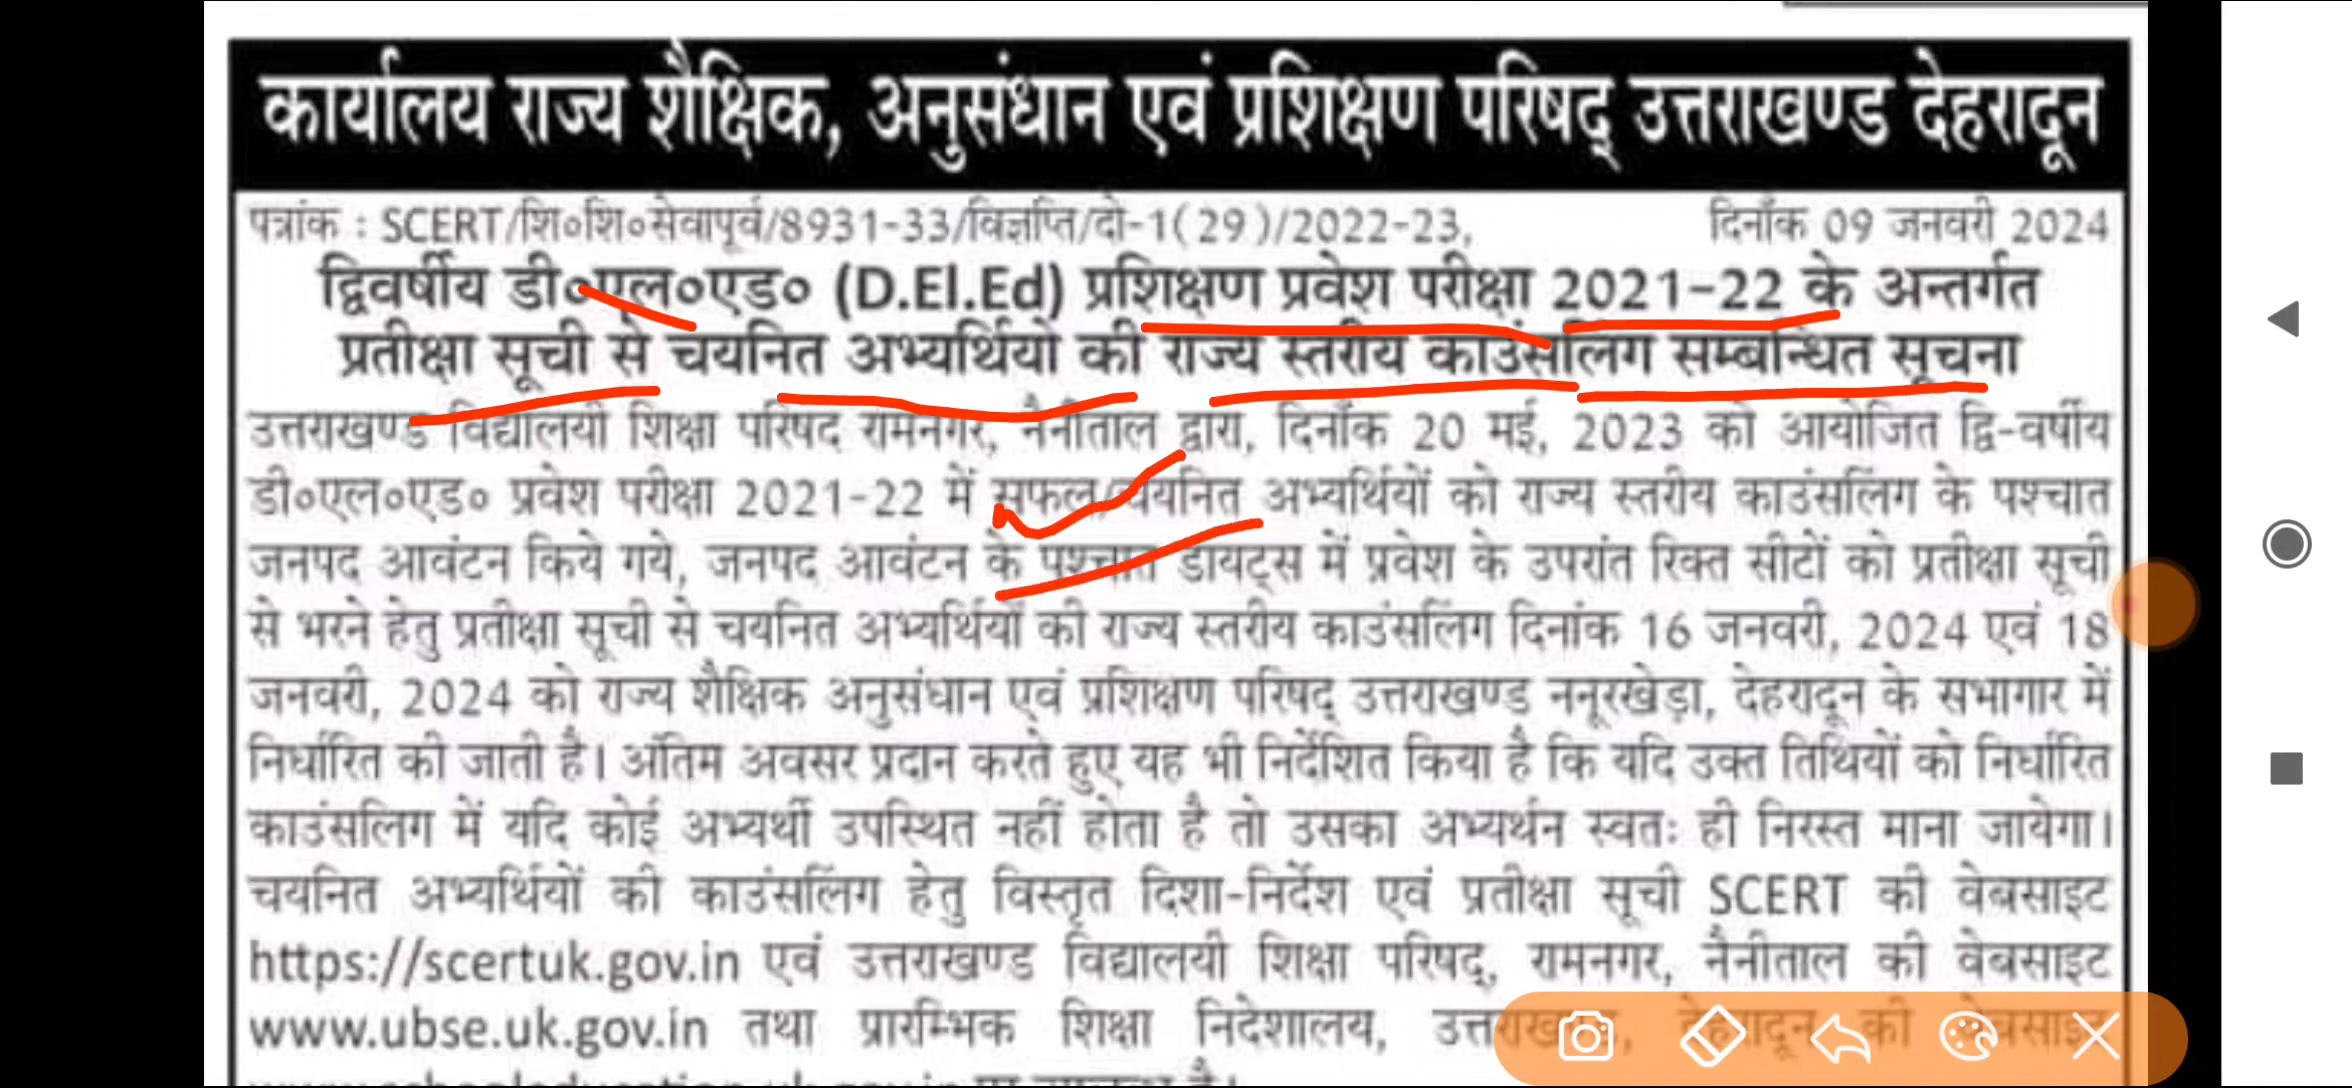 कार्यालय राज्य शैक्षिक, अनुसंधान एवं प्रशिक्षण परिषद् उत्तराखण्ड देहरादून
पत्रांक : SCERT/शि०शि०सेवापूर्व/8931-33/विज्ञप्ति/दो-1(29)/2022-23, दिनाँक 09 जनवरी 2024
द्विवर्षीय डी०एल०एड० (D.El.Ed) प्रशिक्षण प्रवेश परीक्षा 2021-22 के अन्तर्गत
प्रतीक्षा सूची से चयनित अभ्यर्थियों की राज्य स्तरीय काउंसलिंग सम्बन्धित सूचना
उत्तराखण्ड विद्यालयी शिक्षा परिषद रामनगर, नैनीताल द्वारा, दिनाँक 20 मई, 2023 को आयोजित द्वि-वर्षीय
डी०एल०एड० प्रवेश परीक्षा 2021-22 में सफल/चयनित अभ्यर्थियों को राज्य स्तरीय काउंसलिंग के पश्चात
जनपद आवंटन किये गये, जनपद आवंटन के पश्चात डायट्स में प्रवेश के उपरांत रिक्त सीटों को प्रतीक्षा सूची
से भरने हेतु प्रतीक्षा सूची से चयनित अभ्यर्थियों की राज्य स्तरीय काउंसलिंग दिनांक 16 जनवरी, 2024 एवं 18
जनवरी, 2024 को राज्य शैक्षिक अनुसंधान एवं प्रशिक्षण परिषद् उत्तराखण्ड ननूरखेड़ा, देहरादून के सभागार में
निर्धारित की जाती है। अंतिम अवसर प्रदान करते हुए यह भी निर्देशित किया है कि यदि उक्त तिथियों को निर्धारित
काउंसलिंग में यदि कोई अभ्यर्थी उपस्थित नहीं होता है तो उसका अभ्यर्थन स्वतः ही निरस्त माना जायेगा।
चयनित अभ्यर्थियों की काउंसलिंग हेतु विस्तृत दिशा-निर्देश एवं प्रतीक्षा सूची SCERT की वेबसाइट
https://scertuk.gov.in एवं उत्तराखण्ड विद्यालयी शिक्षा परिषद्, रामनगर, नैनीताल की वेबसाइट
www.ubse.uk.gov.in तथा प्रारम्भिक शिक्षा निदेशालय, उत्तराखण्ड, देहरादून की वेबसाइट